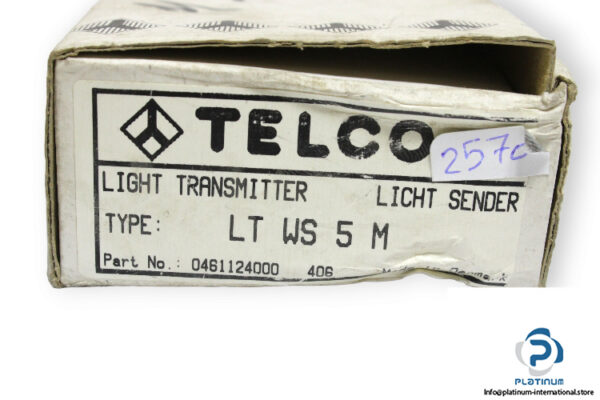 TELCO
257c
LIGHT TRANSMITTER LICHT SENDER
TYPE: LT WS 5 M
Part No.: 0461124000 406
PLATINUM
Info@platinum-international.store